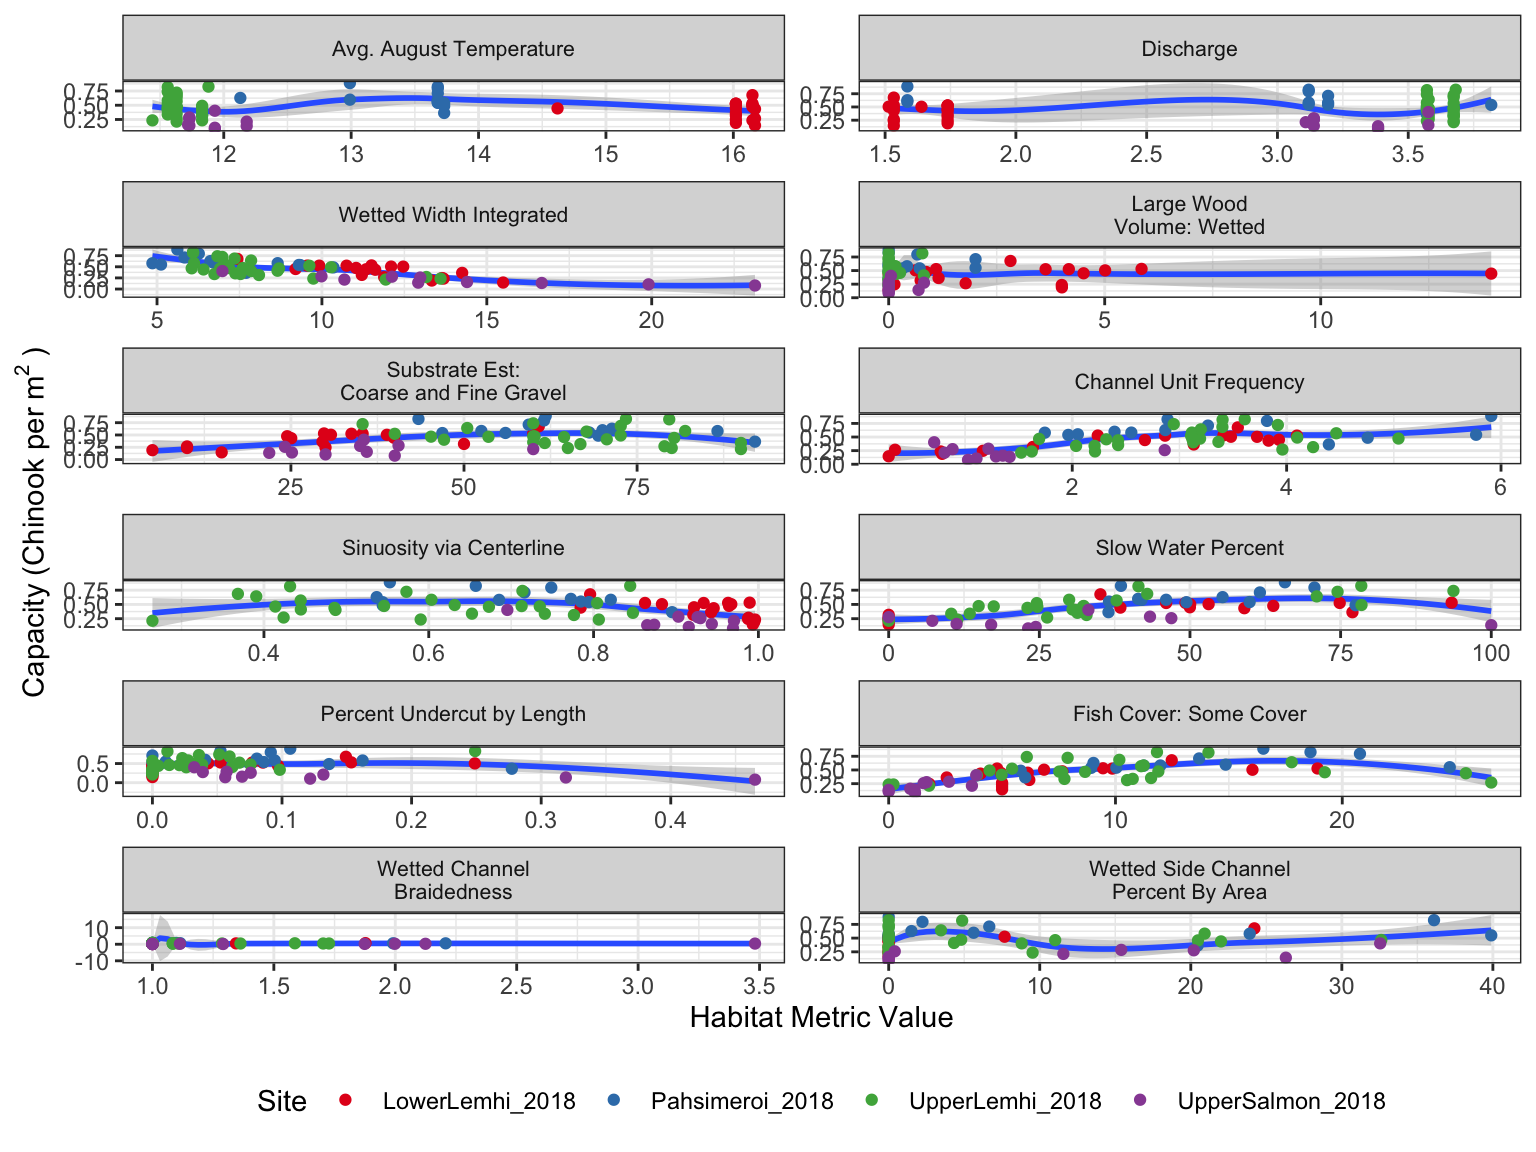 Avg. August Temperature
0.75
0.50
0.25
12 13 14 15 16
Discharge
0.75
0.50
0.25
1.5 2.0 2.5 3.0 3.5
Wetted Width Integrated
0.75
0.50
0.25
0.00
5 10 15 20
Large Wood
Volume: Wetted
0.75
0.50
0.25
0.00
0 5 10
Substrate Est:
Coarse and Fine Gravel
0.75
0.50
0.25
0.00
25 50 75
Channel Unit Frequency
0.75
0.50
0.25
0.00
2 4 6
Sinuosity via Centerline
0.75
0.50
0.25
0.4 0.6 0.8 1.0
Slow Water Percent
0.75
0.50
0.25
0 25 50 75 100
Percent Undercut by Length
0.5
0.0
0.0 0.1 0.2 0.3 0.4
Fish Cover: Some Cover
0.75
0.50
0.25
0 10 20
Wetted Channel
Braidedness
10
0
-10
1.0 1.5 2.0 2.5 3.0 3.5
Wetted Side Channel
Percent By Area
0.75
0.50
0.25
0 10 20 30 40
Capacity (Chinook per m² )
Habitat Metric Value
Site LowerLemhi_2018 Pahsimeroi_2018 UpperLemhi_2018 UpperSalmon_2018